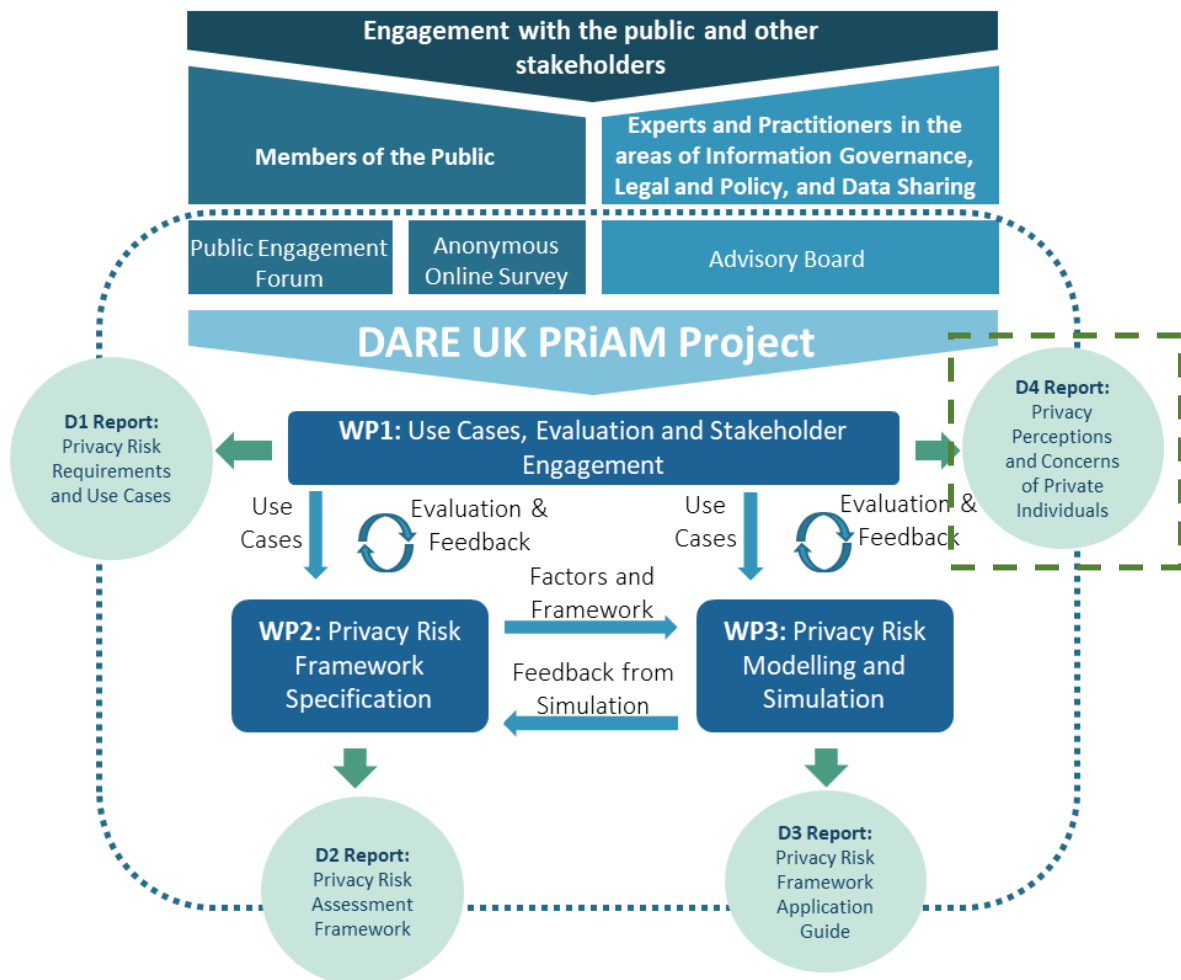 Engagement with the public and other
stakeholders
Members of the Public
Experts and Practitioners in the
areas of Information Governance,
Legal and Policy, and Data Sharing
Public Engagement
Forum
Anonymous
Online Survey
Advisory Board
DARE UK PRiAM Project
D1 Report:
Privacy Risk
Requirements
and Use Cases
WP1: Use Cases, Evaluation and Stakeholder
Engagement
D4 Report:
Privacy
Perceptions
and Concerns
of Private
Individuals
Use
Cases
Evaluation &
Feedback
Use
Cases
Evaluation &
Feedback
Factors and
Framework
WP2: Privacy Risk
Framework
Specification
Feedback from
Simulation
WP3: Privacy Risk
Modelling and
Simulation
D2 Report:
Privacy Risk
Assessment
Framework
D3 Report:
Privacy Risk
Framework
Application
Guide